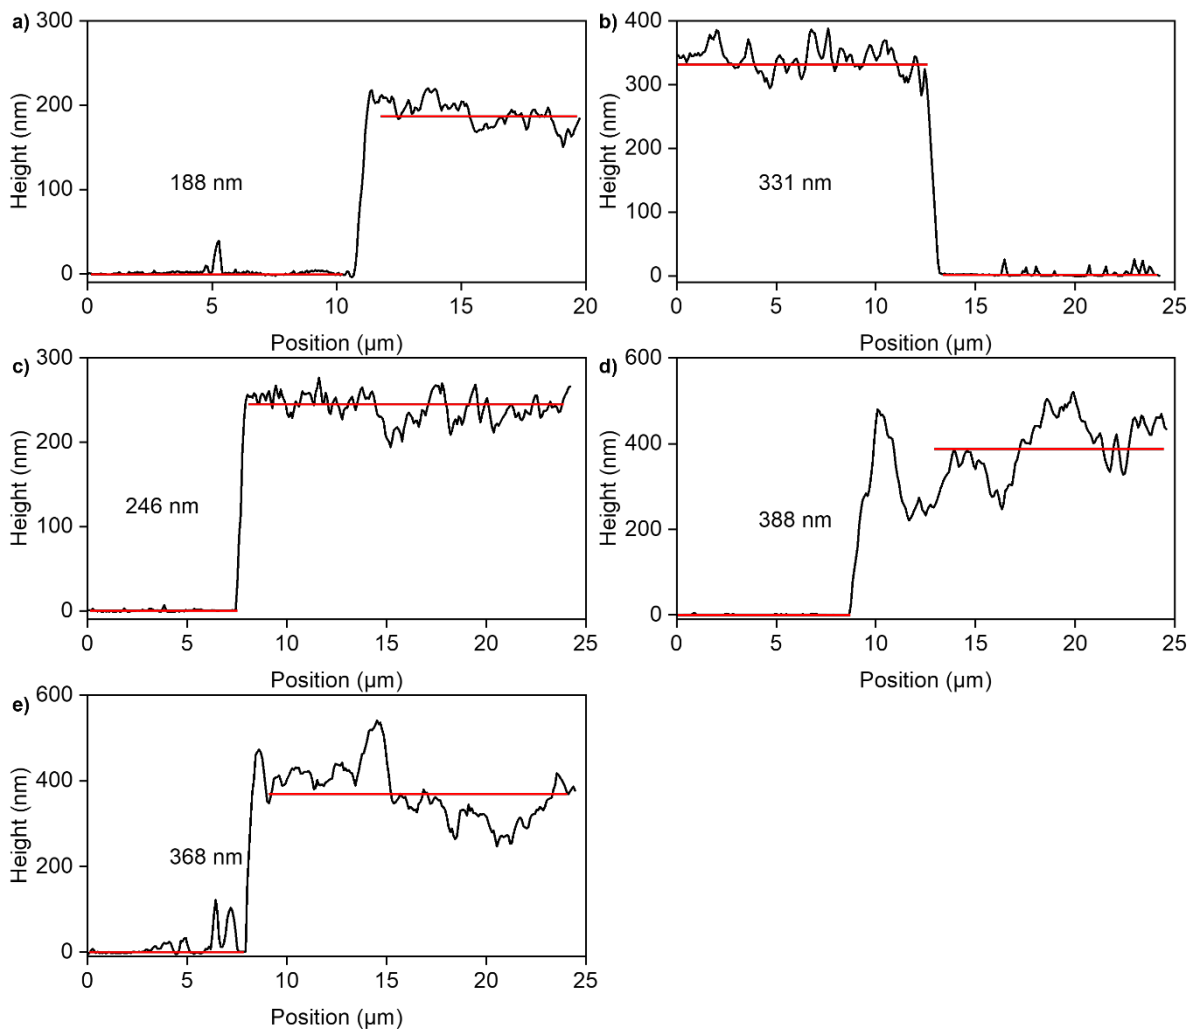 a)
300
200
100
0
Height (nm)
188 nm
0 5 10 15 20
Position (µm)
b)
400
300
200
100
0
Height (nm)
331 nm
0 5 10 15 20 25
Position (µm)
c)
300
200
100
0
Height (nm)
246 nm
0 5 10 15 20 25
Position (µm)
d)
600
400
200
0
Height (nm)
388 nm
0 5 10 15 20 25
Position (µm)
e)
600
400
200
0
Height (nm)
368 nm
0 5 10 15 20 25
Position (µm)